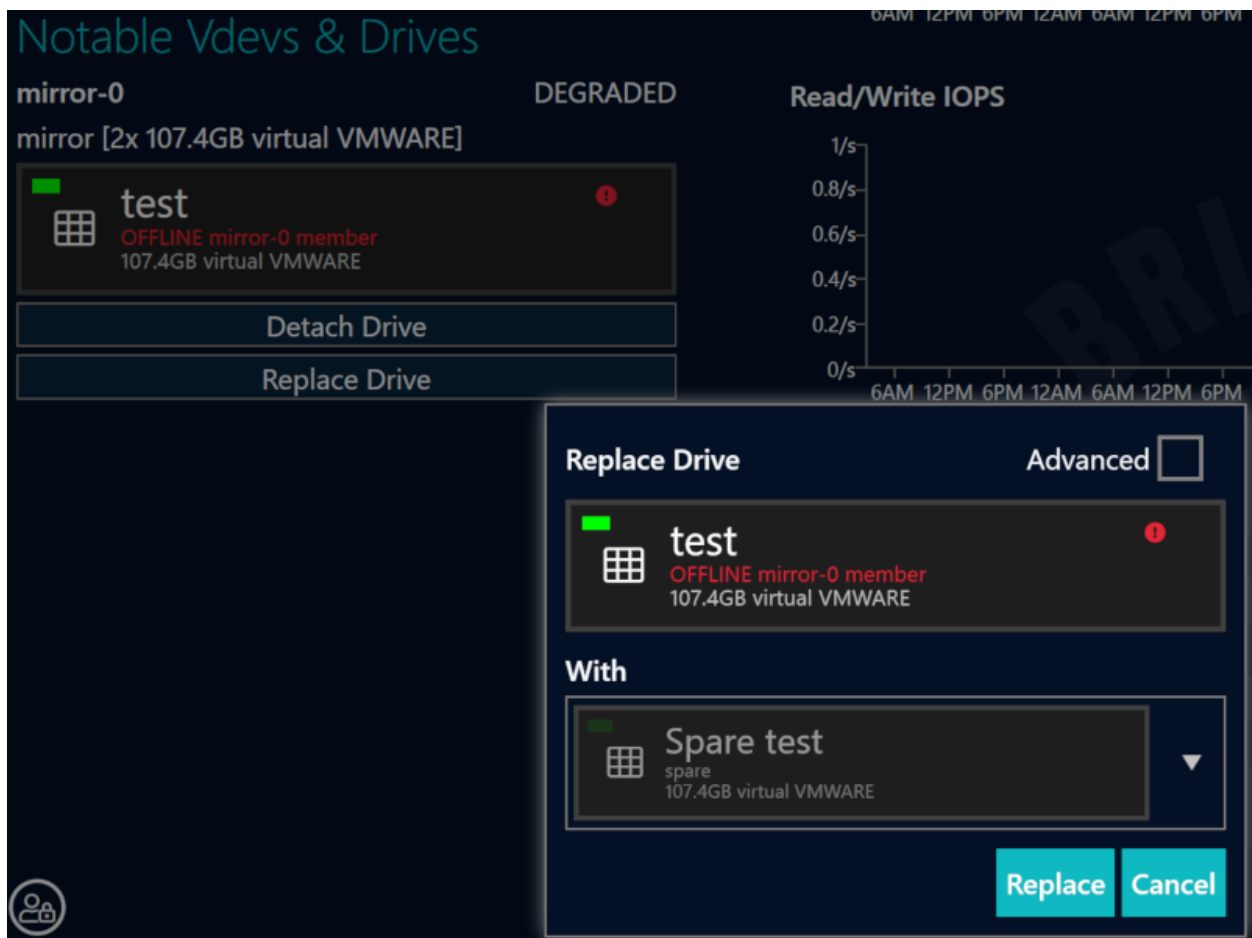 6AM 12PM 6PM 12AM 6AM 12PM 6PM
Notable Vdevs & Drives
mirror-0 DEGRADED
mirror [2x 107.4GB virtual VMWARE]
test
OFFLINE mirror-0 member
107.4GB virtual VMWARE
Detach Drive
Replace Drive
Read/Write IOPS
1/s
0.8/s
0.6/s
0.4/s
0.2/s
0/s
6AM 12PM 6PM 12AM 6AM 12PM 6PM
BRI
Replace Drive Advanced
test
OFFLINE mirror-0 member
107.4GB virtual VMWARE
With
Spare test
spare
107.4GB virtual VMWARE
Replace Cancel